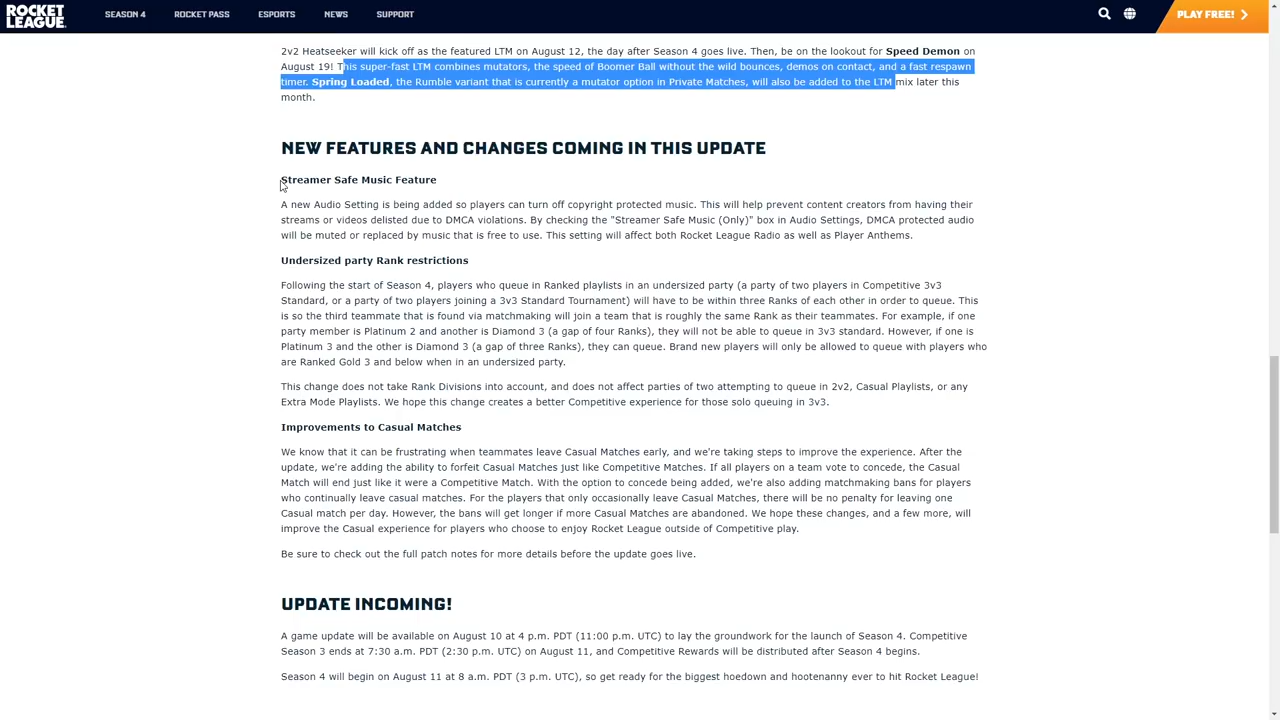 ROCKET
LEAGUE
SEASON 4
ROCKET PASS
ESPORTS
NEWS
SUPPORT
PLAY FREE!
2v2 Heatseeker will kick off as the featured LTM on August 12, the day after Season 4 goes live. Then, be on the lookout for Speed Demon on
August 19! This super-fast LTM combines mutators, the speed of Boomer Ball without the wild bounces, demos on contact, and a fast respawn
timer. Spring Loaded, the Rumble variant that is currently a mutator option in Private Matches, will also be added to the LTM mix later this
month.
NEW FEATURES AND CHANGES COMING IN THIS UPDATE
Streamer Safe Music Feature
A new Audio Setting is being added so players can turn off copyright protected music. This will help prevent content creators from having their
streams or videos delisted due to DMCA violations. By checking the "Streamer Safe Music (Only)" box in Audio Settings, DMCA protected audio
will be muted or replaced by music that is free to use. This setting will affect both Rocket League Radio as well as Player Anthems.
Undersized party Rank restrictions
Following the start of Season 4, players who queue in Ranked playlists in an undersized party (a party of two players in Competitive 3v3
Standard, or a party of two players joining a 3v3 Standard Tournament) will have to be within three Ranks of each other in order to queue. This
is so the third teammate that is found via matchmaking will join a team that is roughly the same Rank as their teammates. For example, if one
party member is Platinum 2 and another is Diamond 3 (a gap of four Ranks), they will not be able to queue in 3v3 standard. However, if one is
Platinum 3 and the other is Diamond 3 (a gap of three Ranks), they can queue. Brand new players will only be allowed to queue with players who
are Ranked Gold 3 and below when in an undersized party.
This change does not take Rank Divisions into account, and does not affect parties of two attempting to queue in 2v2, Casual Playlists, or any
Extra Mode Playlists. We hope this change creates a better Competitive experience for those solo queuing in 3v3.
Improvements to Casual Matches
We know that it can be frustrating when teammates leave Casual Matches early, and we're taking steps to improve the experience. After the
update, we're adding the ability to forfeit Casual Matches just like Competitive Matches. If all players on a team vote to concede, the Casual
Match will end just like it were a Competitive Match. With the option to concede being added, we're also adding matchmaking bans for players
who continually leave casual matches. For the players that only occasionally leave Casual Matches, there will be no penalty for leaving one
Casual match per day. However, the bans will get longer if more Casual Matches are abandoned. We hope these changes, and a few more, will
improve the Casual experience for players who choose to enjoy Rocket League outside of Competitive play.
Be sure to check out the full patch notes for more details before the update goes live.
UPDATE INCOMING!
A game update will be available on August 10 at 4 p.m. PDT (11:00 p.m. UTC) to lay the groundwork for the launch of Season 4. Competitive
Season 3 ends at 7:30 a.m. PDT (2:30 p.m. UTC) on August 11, and Competitive Rewards will be distributed after Season 4 begins.
Season 4 will begin on August 11 at 8 a.m. PDT (3 p.m. UTC), so get ready for the biggest hoedown and hootenanny ever to hit Rocket League!